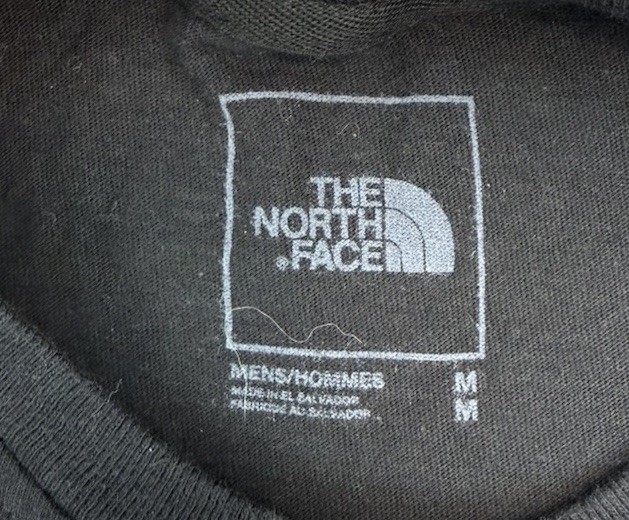 THE
NORTH
®FACE
MENS/HOMMES M
MADE IN EL SALVADOR M
FABRIQUÉ AU SALVADOR